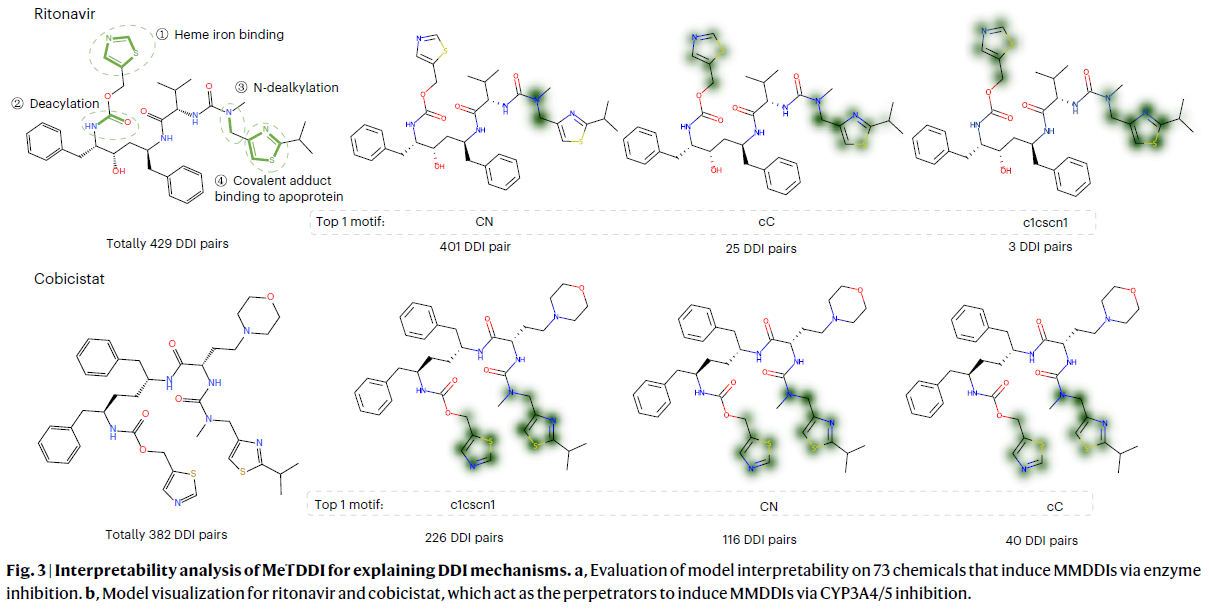 Ritonavir
① Heme iron binding
② Deacylation
③ N-dealkylation
④ Covalent adduct
binding to apoprotein
Top 1 motif:
CN
cC
c1cscn1
Totally 429 DDI pairs
401 DDI pair
25 DDI pairs
3 DDI pairs
Cobicistat
Top 1 motif:
c1cscn1
CN
cC
Totally 382 DDI pairs
226 DDI pairs
116 DDI pairs
40 DDI pairs
Fig. 3 | Interpretability analysis of MeTDDI for explaining DDI mechanisms. a, Evaluation of model interpretability on 73 chemicals that induce MMDDIs via enzyme
inhibition. b, Model visualization for ritonavir and cobicistat, which act as the perpetrators to induce MMDDIs via CYP3A4/5 inhibition.